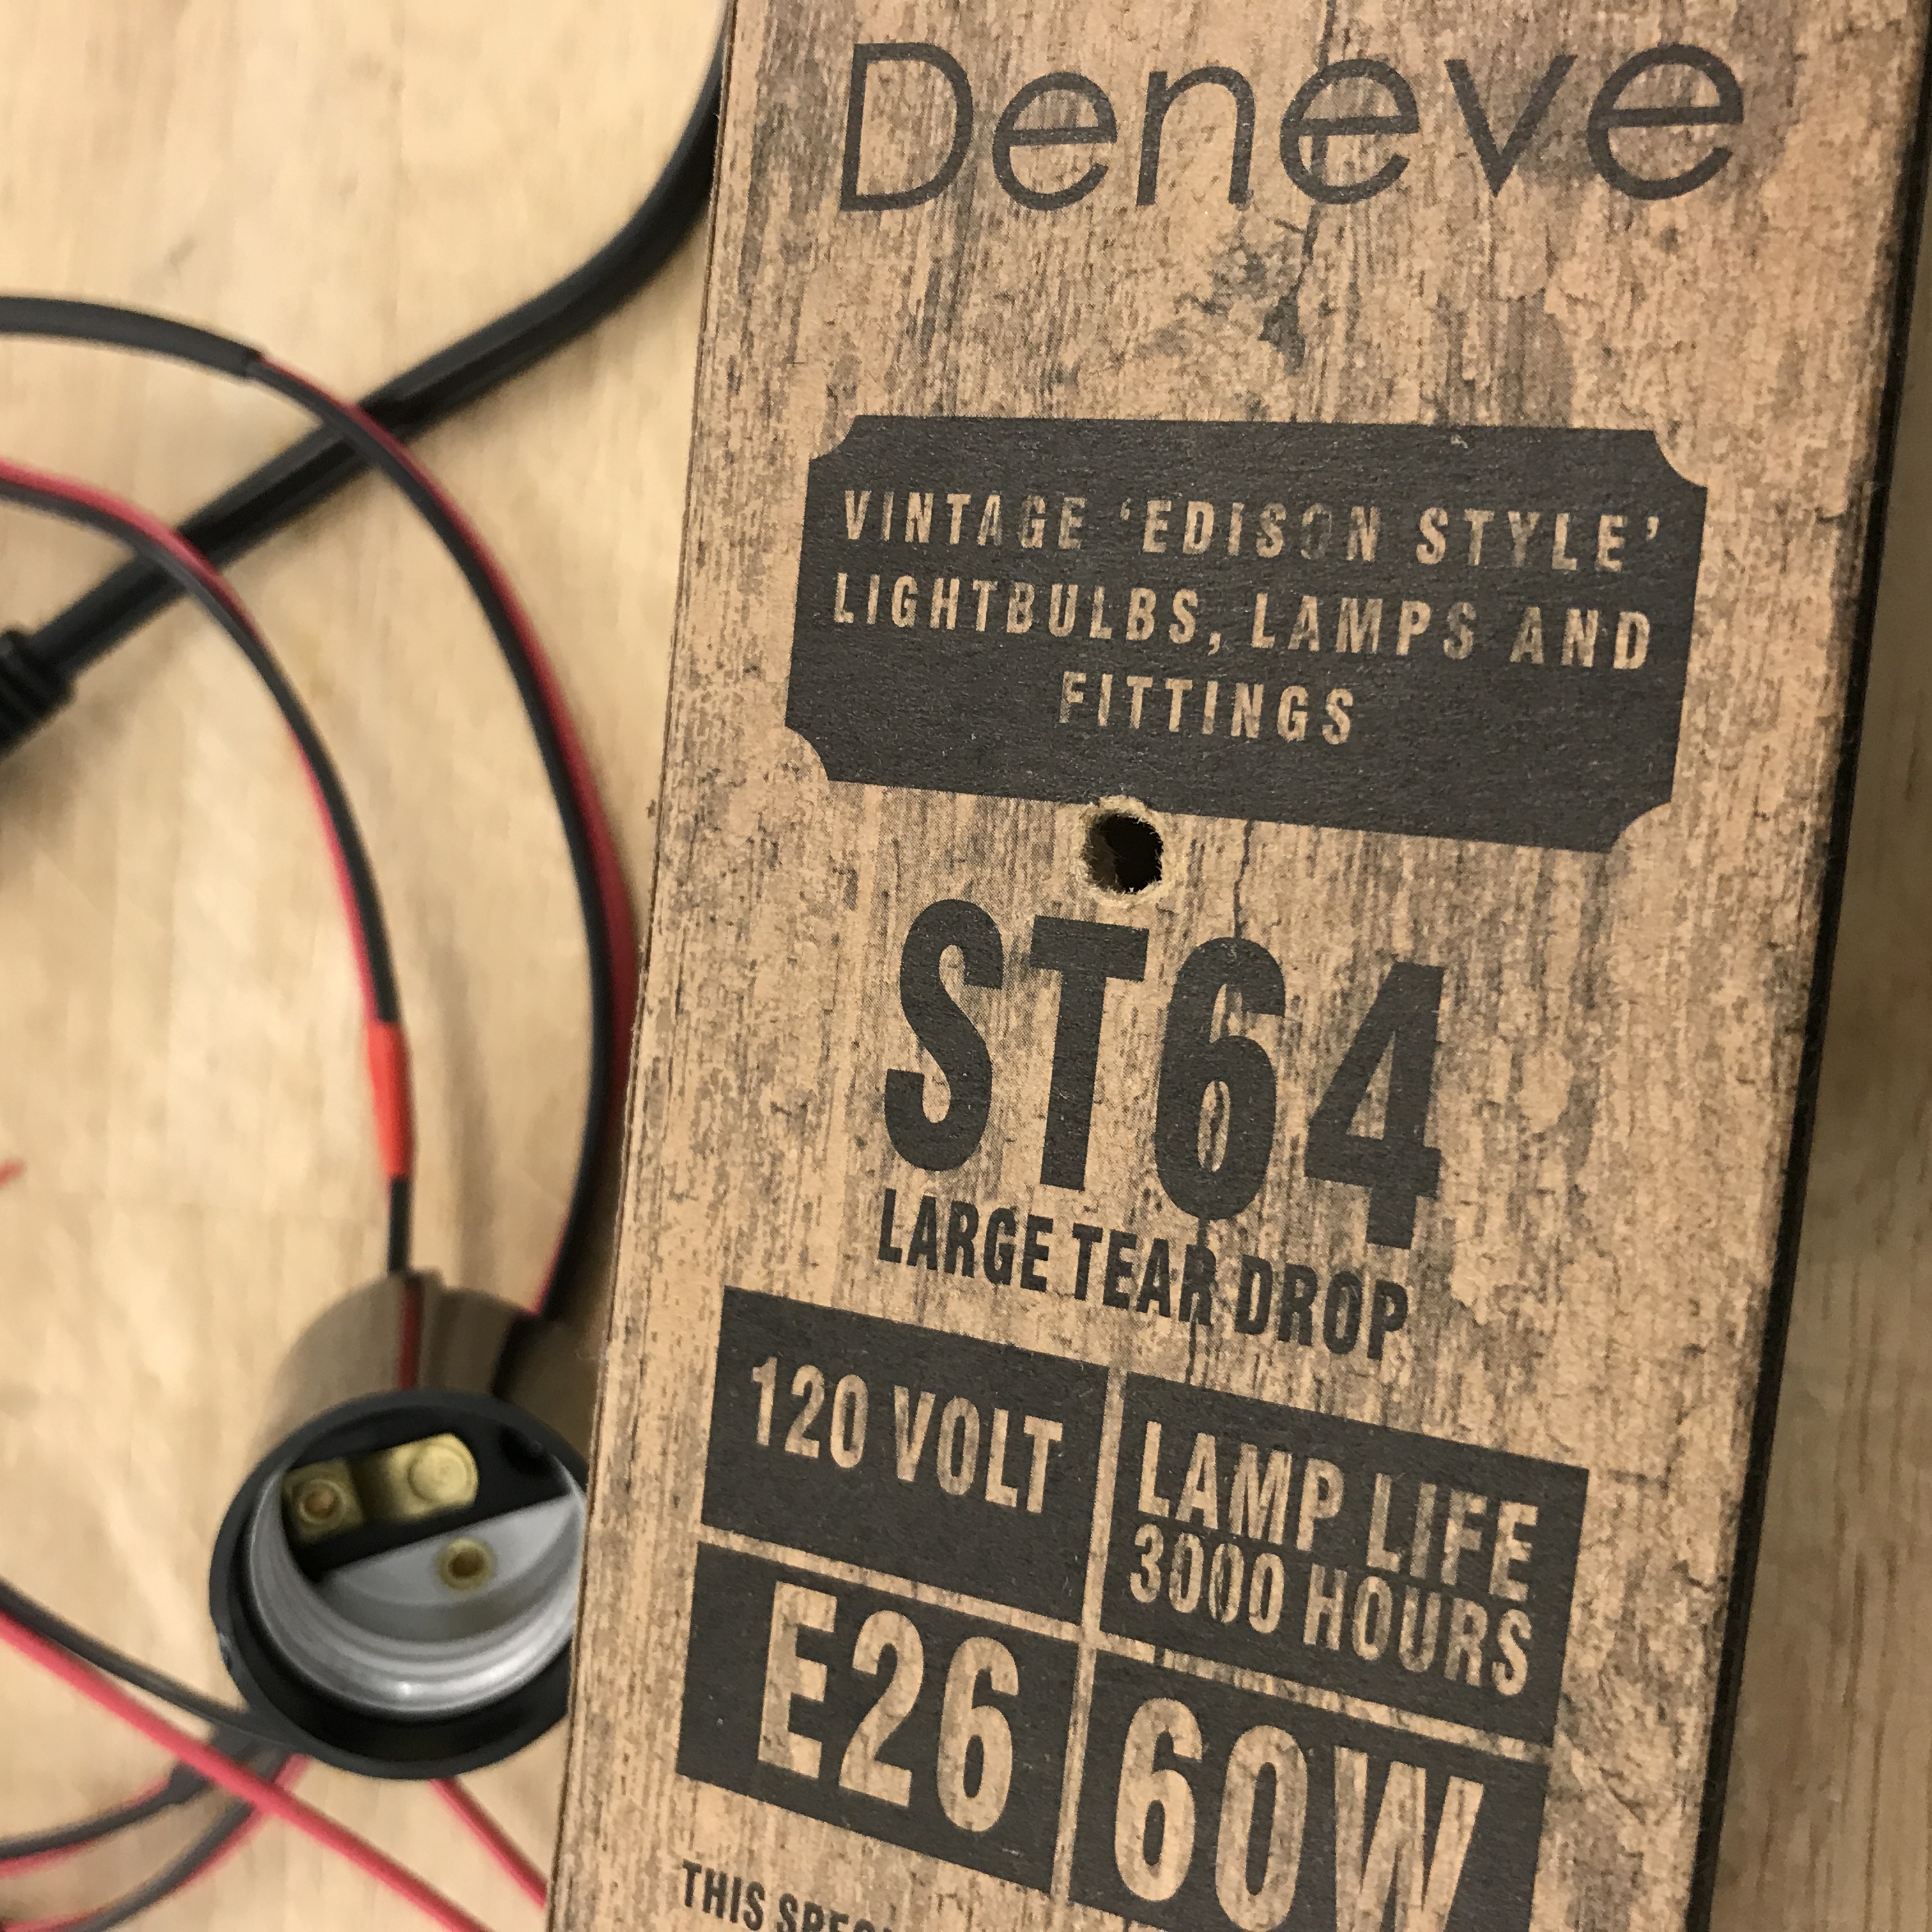 Deneve
VINTAGE ‘EDISON STYLE’
LIGHTBULBS, LAMPS AND
FITTINGS
ST64
LARGE TEAR DROP
120 VOLT
LAMP LIFE
3000 HOURS
E26
60W
THIS